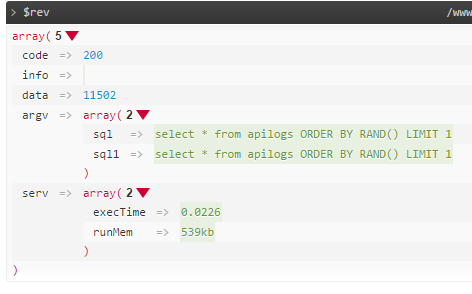 > $rev /www
array( 5 ▼
code => 200
info =>
data => 11502
argv => array( 2 ▼
sql => select * from apilogs ORDER BY RAND() LIMIT 1
sql1 => select * from apilogs ORDER BY RAND() LIMIT 1
)
serv => array( 2 ▼
execTime => 0.0226
runMem => 539kb
)
)